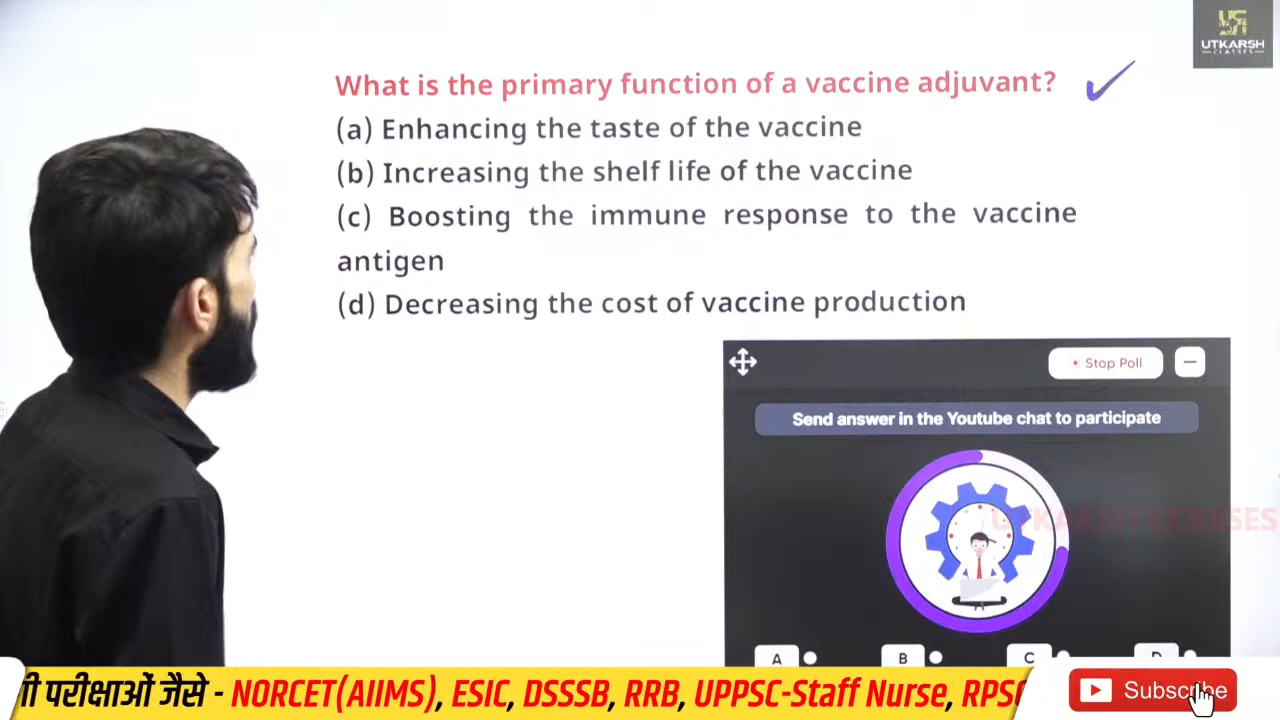 UTKARSH
CLASSES
What is the primary function of a vaccine adjuvant?
(a) Enhancing the taste of the vaccine
(b) Increasing the shelf life of the vaccine
(c) Boosting the immune response to the vaccine
antigen
(d) Decreasing the cost of vaccine production
Stop Poll
Send answer in the Youtube chat to participate
UTKARSH CLASSES
A B C D
परीक्षाओं जैसे - NORCET(AIIMS), ESIC, DSSSB, RRB, UPPSC-Staff Nurse, RPSC
Subscribe